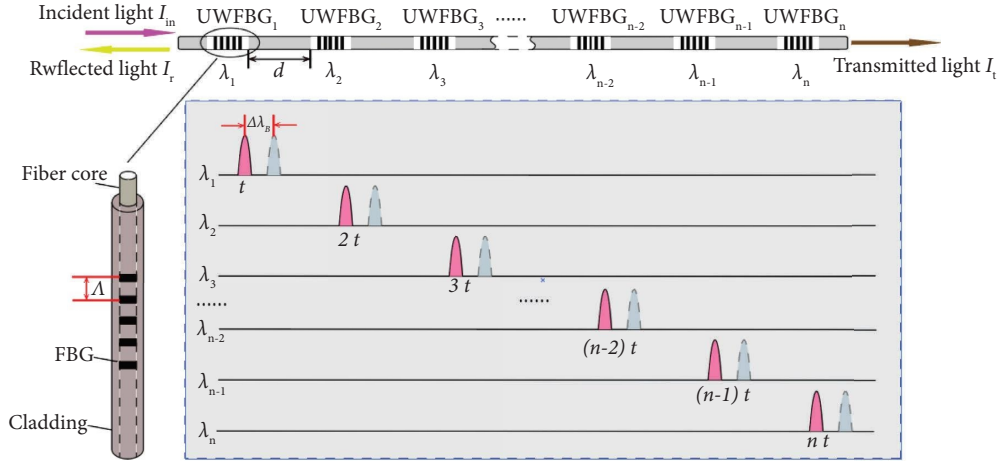 Incident light I_in
UWFBG_1 UWFBG_2 UWFBG_3 ...... UWFBG_n-2 UWFBG_n-1 UWFBG_n
Rwflected light I_r
d
Transmitted light I_t
λ_1 λ_2 λ_3 λ_n-2 λ_n-1 λ_n
Δλ_B
Fiber core
λ_1
t
λ_2
2 t
λ_3
3 t
Λ
...... ......
λ_n-2
(n-2) t
FBG
λ_n-1
(n-1) t
Cladding
λ_n
n t